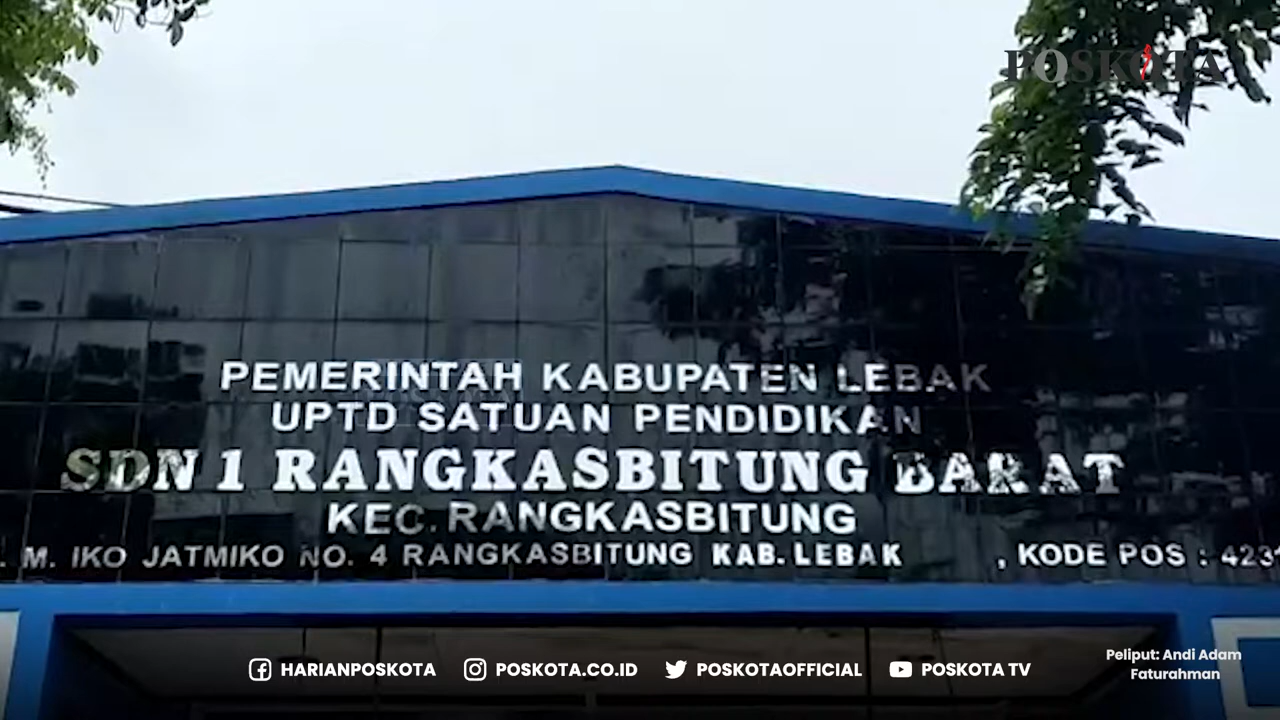 POSKOTA
PEMERINTAH KABUPATEN LEBAK
UPTD SATUAN PENDIDIKAN
SDN 1 RANGKASBITUNG BARAT
KEC. RANGKASBITUNG
. M. IKO JATMIKO NO. 4 RANGKASBITUNG KAB. LEBAK , KODE POS : 423
HARIANPOSKOTA POSKOTA.CO.ID POSKOTAOFFICIAL POSKOTA TV
Peliput: Andi Adam
Faturahman